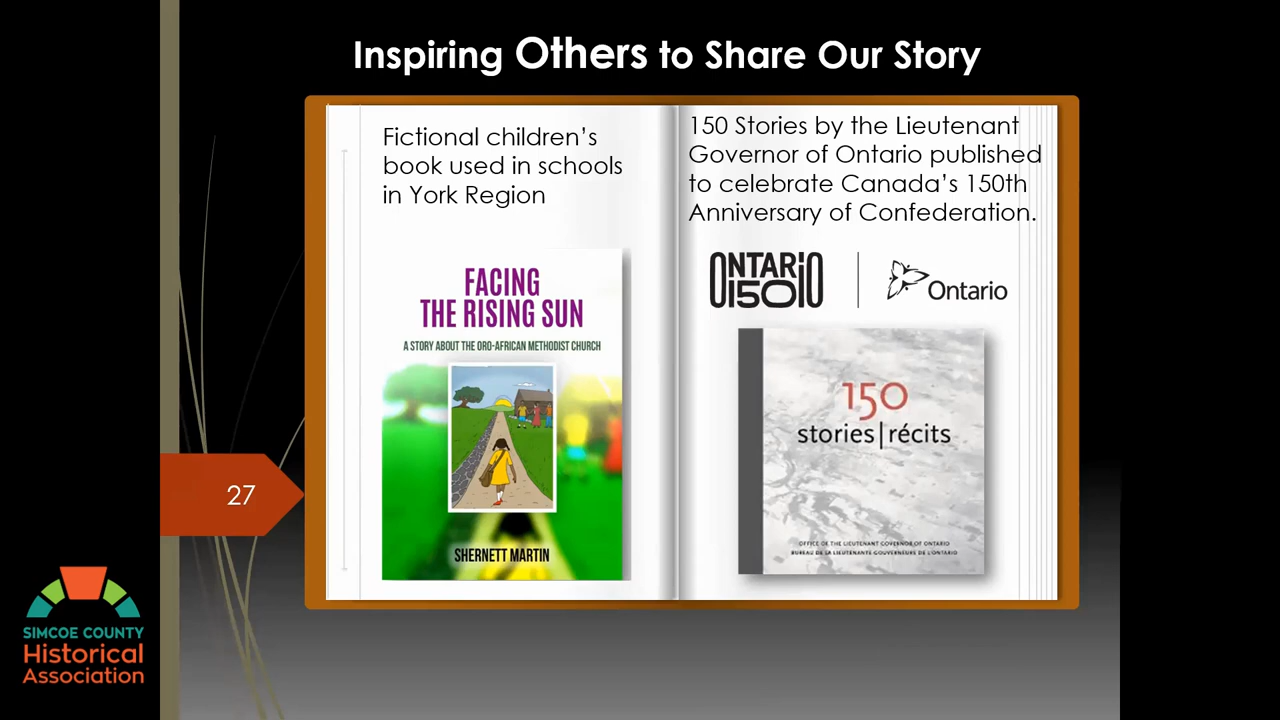 Inspiring Others to Share Our Story
Fictional children's
book used in schools
in York Region
FACING
THE RISING SUN
A STORY ABOUT THE ORO-AFRICAN METHODIST CHURCH
SHERNETT MARTIN
150 Stories by the Lieutenant
Governor of Ontario published
to celebrate Canada's 150th
Anniversary of Confederation.
ONTARiO
150
Ontario
150
stories|récits
OFFICE OF THE LIEUTENANT GOVERNOR OF ONTARIO
BUREAU DE LA LIEUTENANTE-GOUVERNEURE DE L'ONTARIO
27
SIMCOE COUNTY
Historical
Association